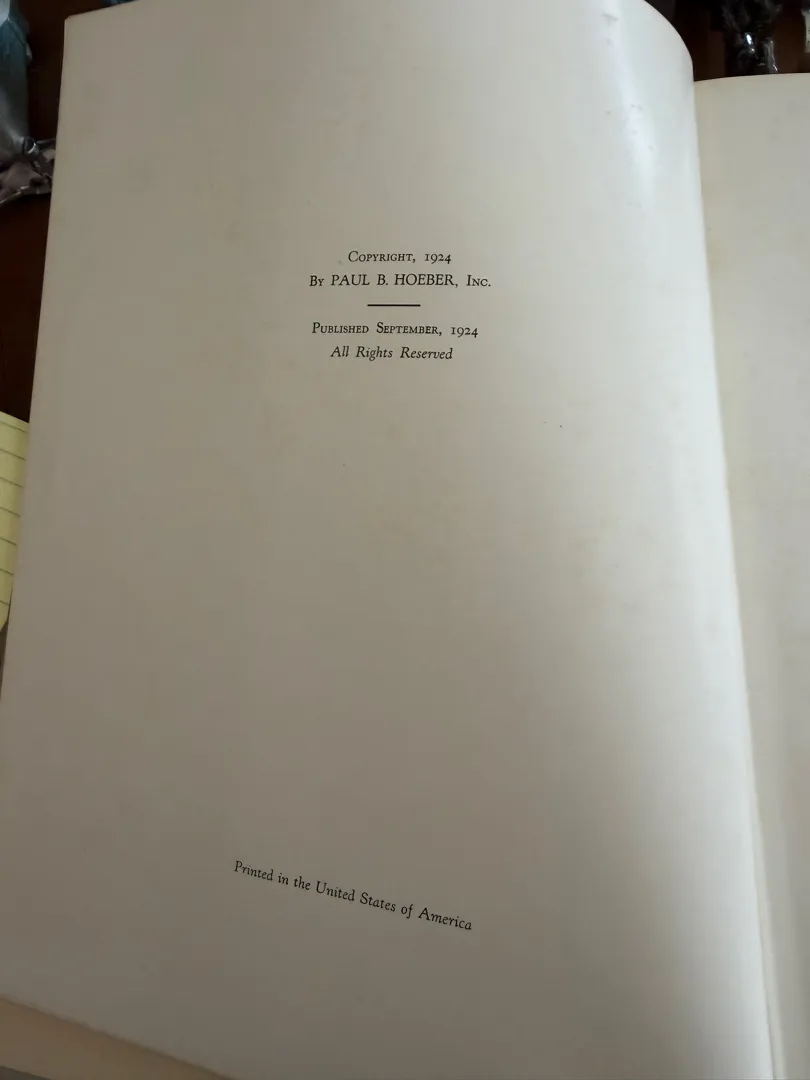 Copyright, 1924
By PAUL B. HOEBER, Inc.
Published September, 1924
All Rights Reserved
Printed in the United States of America